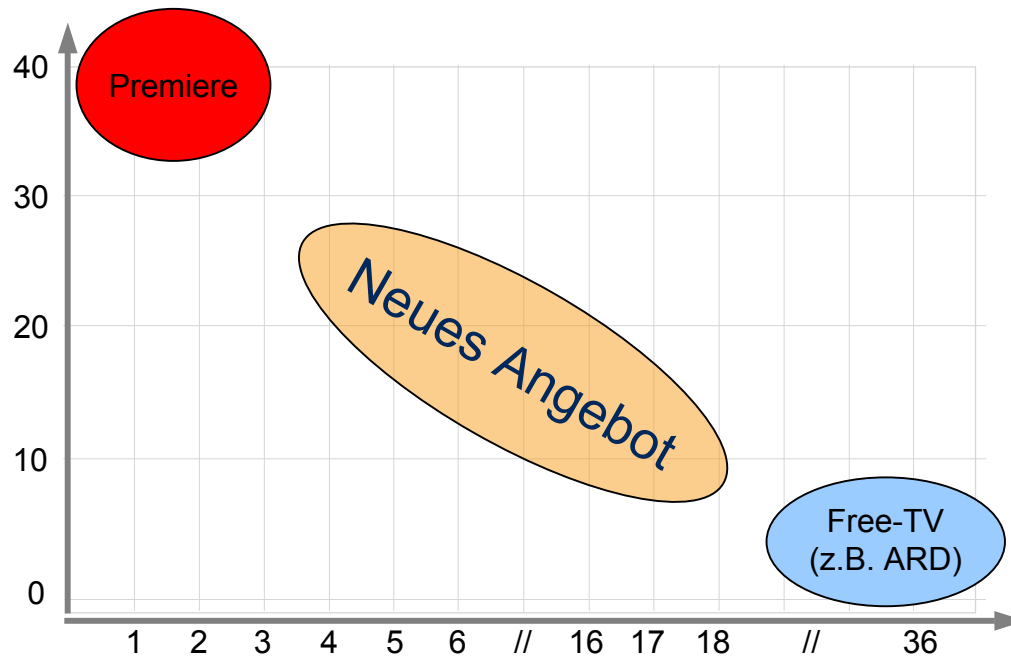 40
Premiere
30
20
Neues Angebot
10
Free-TV
(z.B. ARD)
0
1 2 3 4 5 6 // 16 17 18 // 36